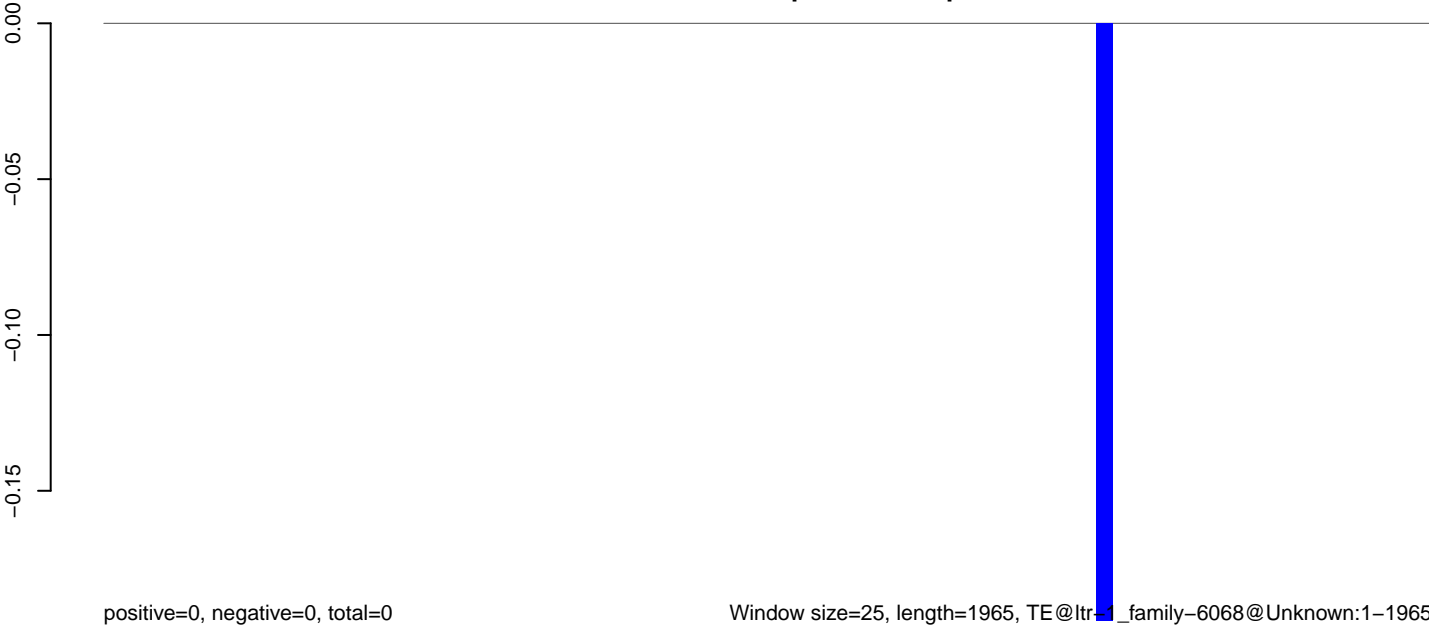 0.00
−0.05
−0.10
−0.15
positive=0, negative=0, total=0
Window size=25, length=1965, TE@ltr−1_family−6068@Unknown:1−1965